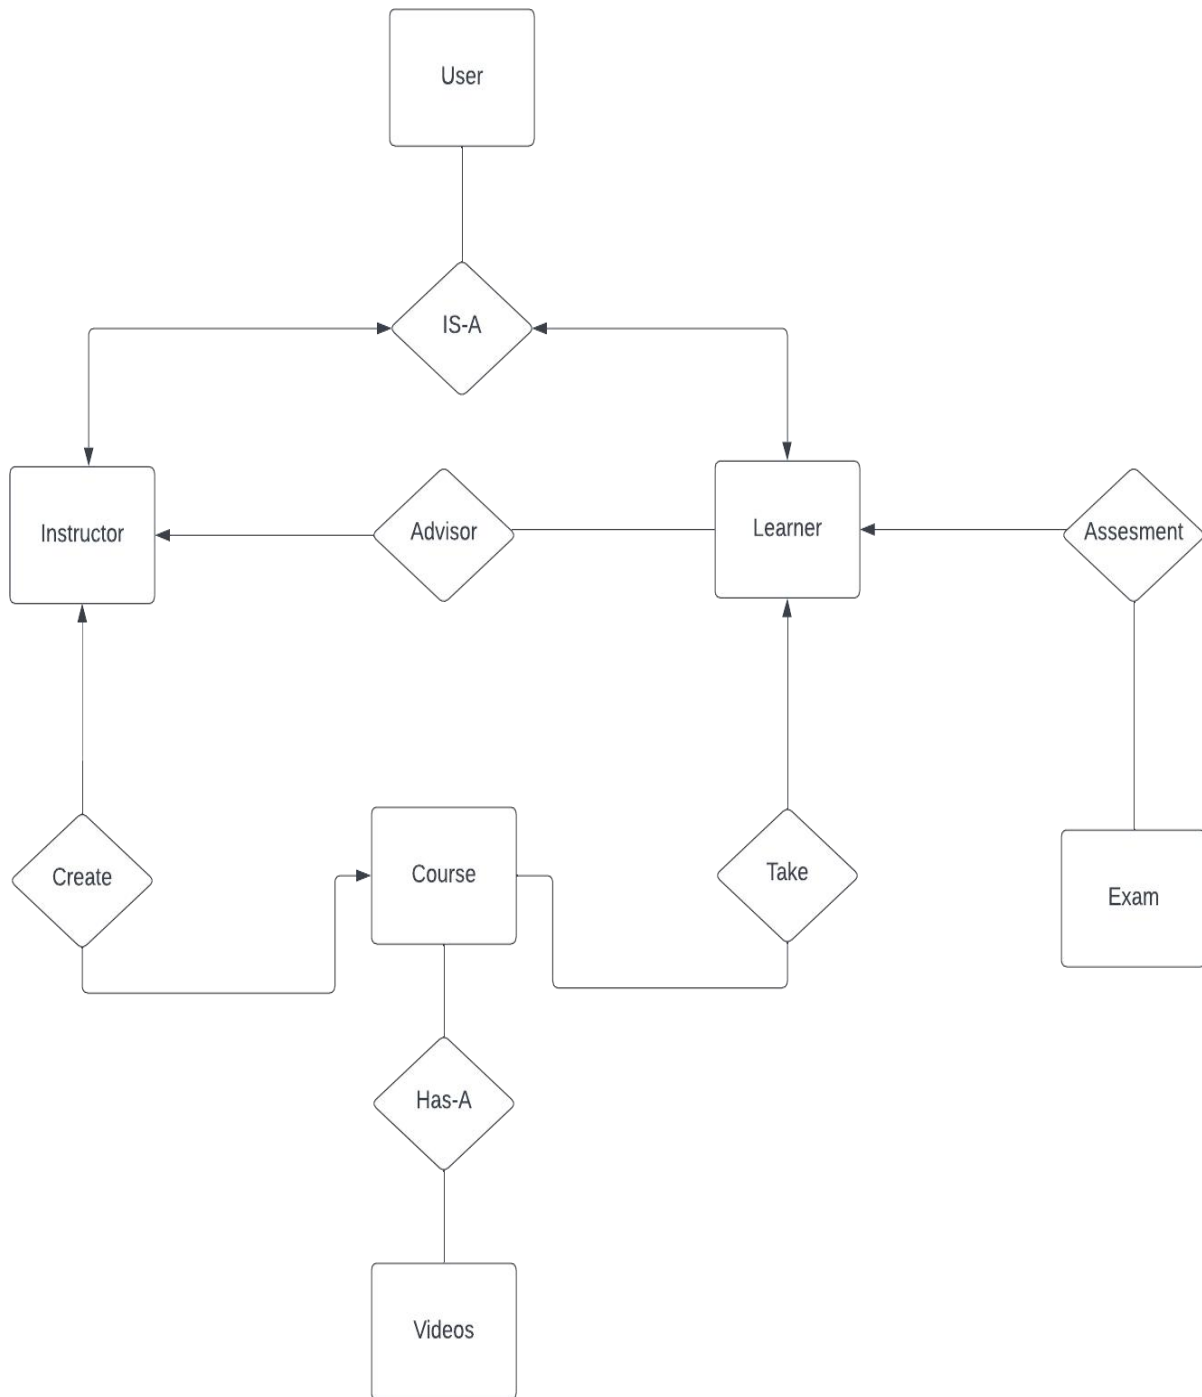 User
IS-A
Instructor
Advisor
Learner
Assesment
Create
Course
Take
Exam
Has-A
Videos